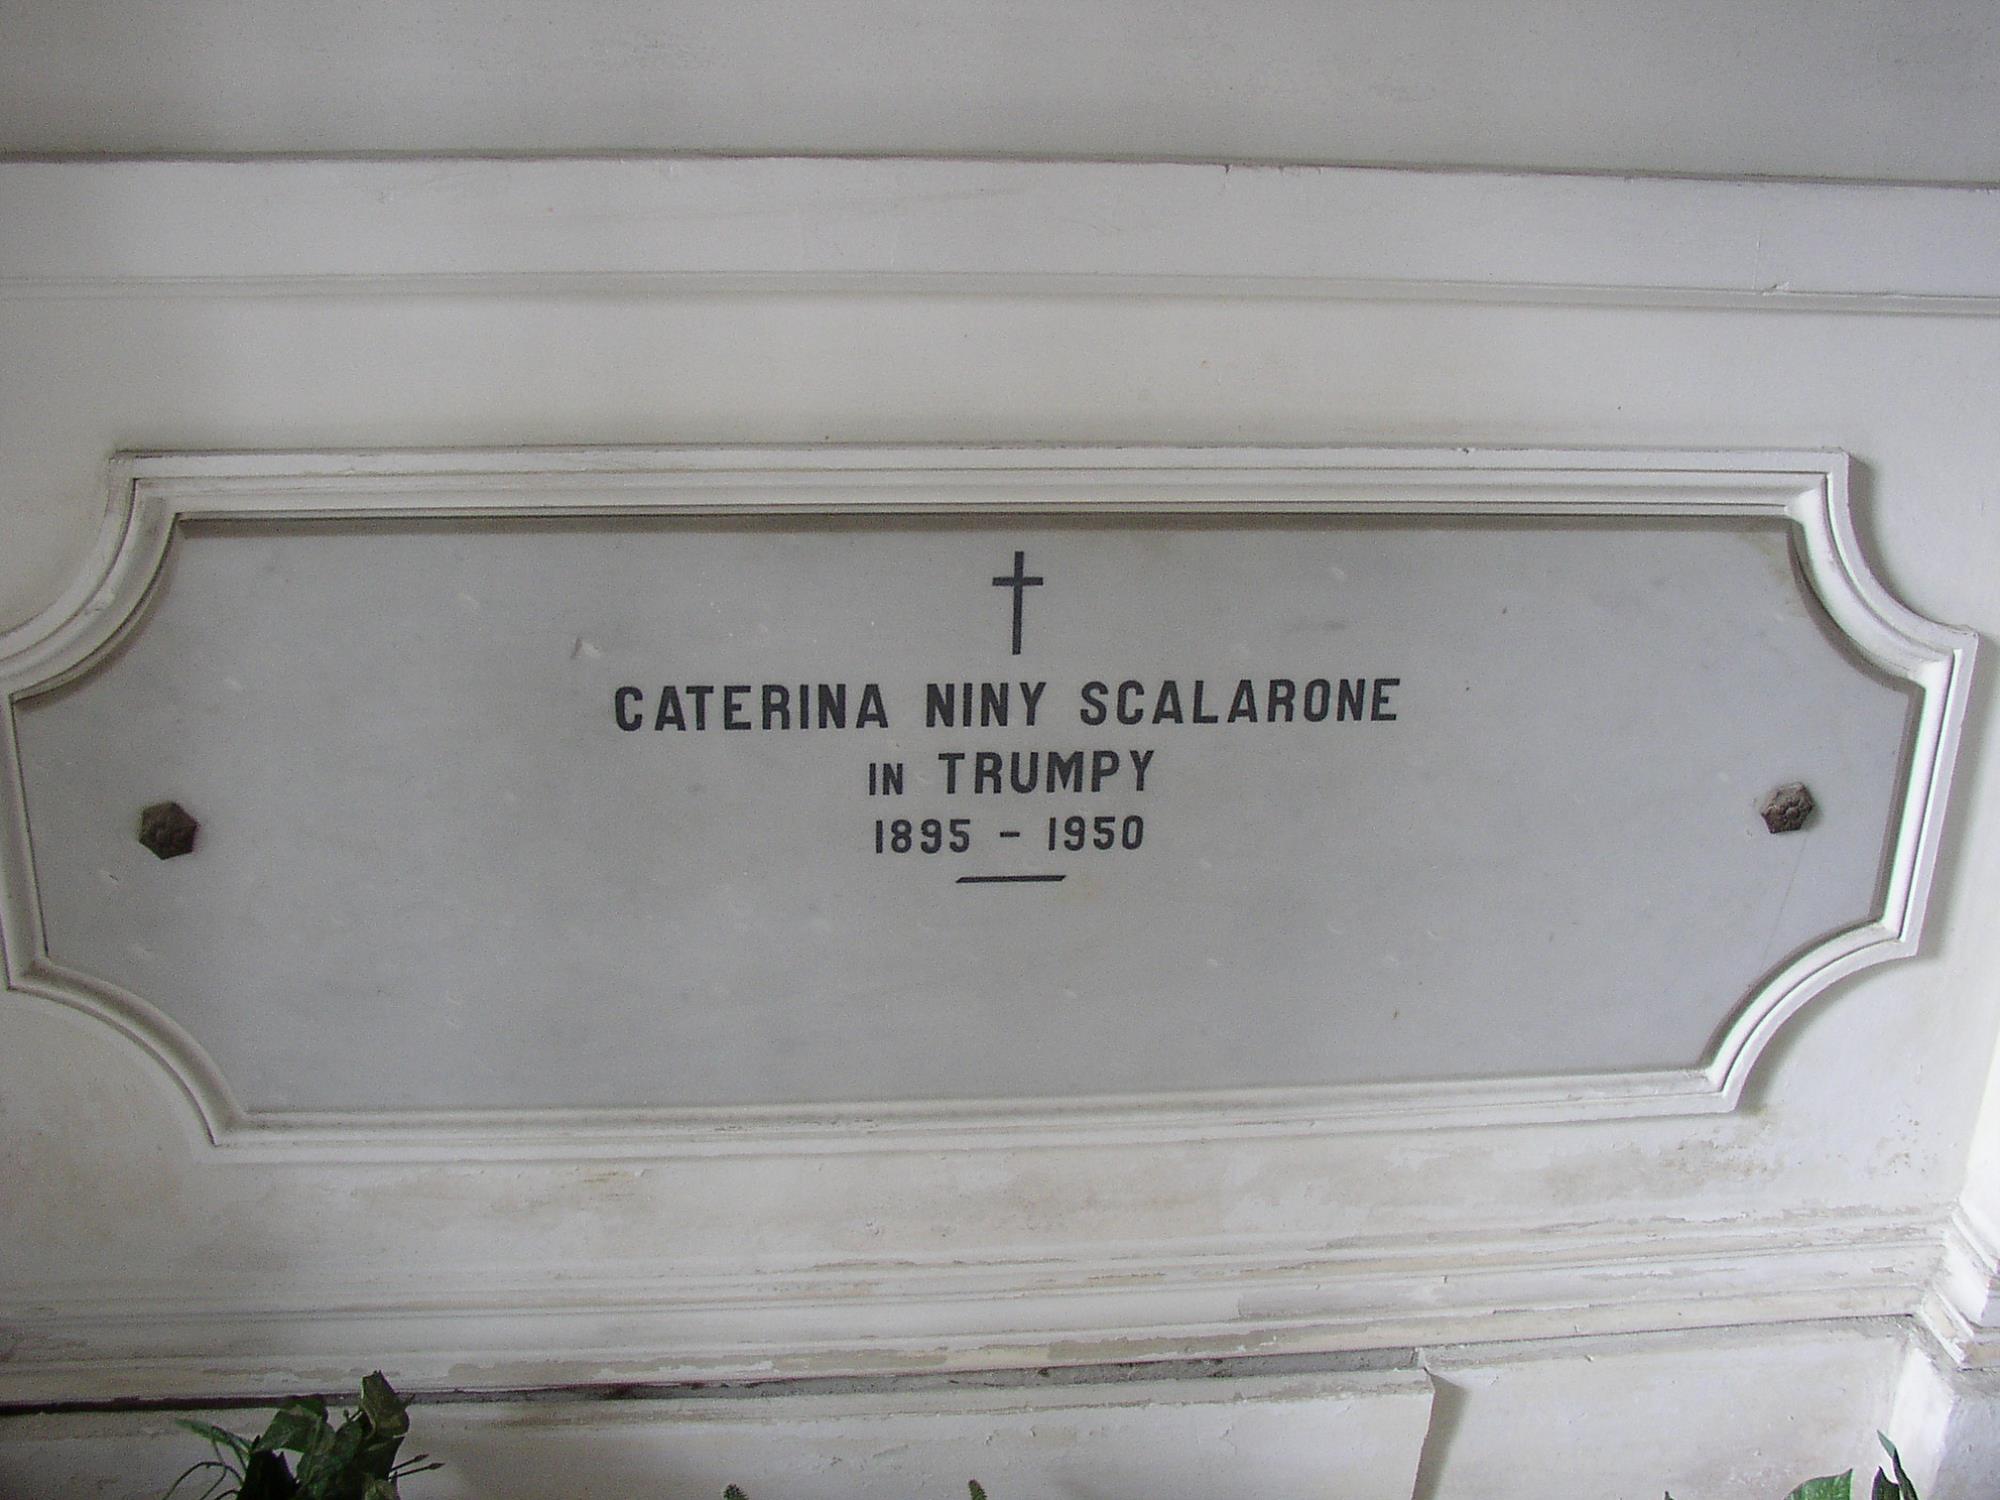 CATERINA NINY SCALARONE
IN TRUMPY
1895 - 1950